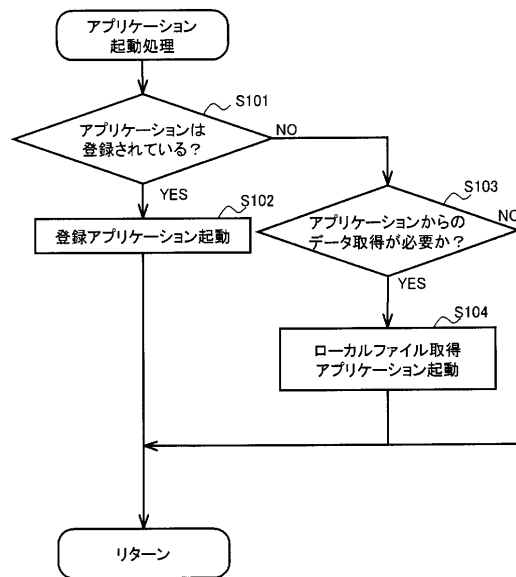 アプリケーション
起動処理
S101
アプリケーションは
登録されている?
NO
YES
S102
登録アプリケーション起動
S103
アプリケーションからの
データ取得が必要か?
NO
YES
S104
ローカルファイル取得
アプリケーション起動
リターン